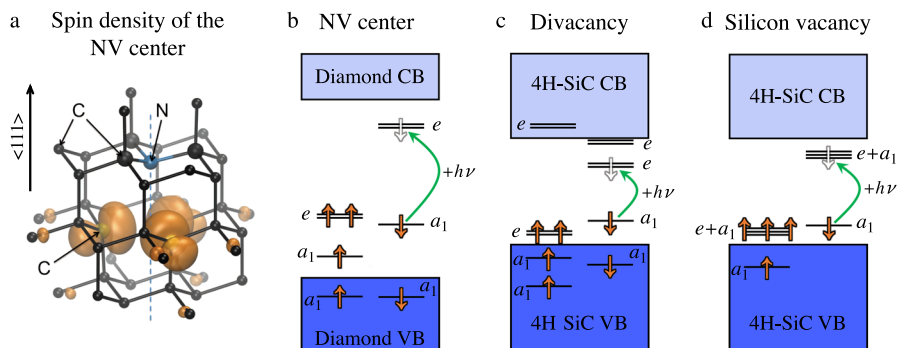 a
Spin density of the
NV center
<111>
C
N
C
b
NV center
Diamond CB
e
+hν
e
a1
a1
a1
a1
Diamond VB
c
Divacancy
4H-SiC CB
e
e
e
+hν
a1
e
a1
a1
a1
4H SiC VB
d
Silicon vacancy
4H-SiC CB
e+a1
+hν
e+a1
a1
a1
4H-SiC VB